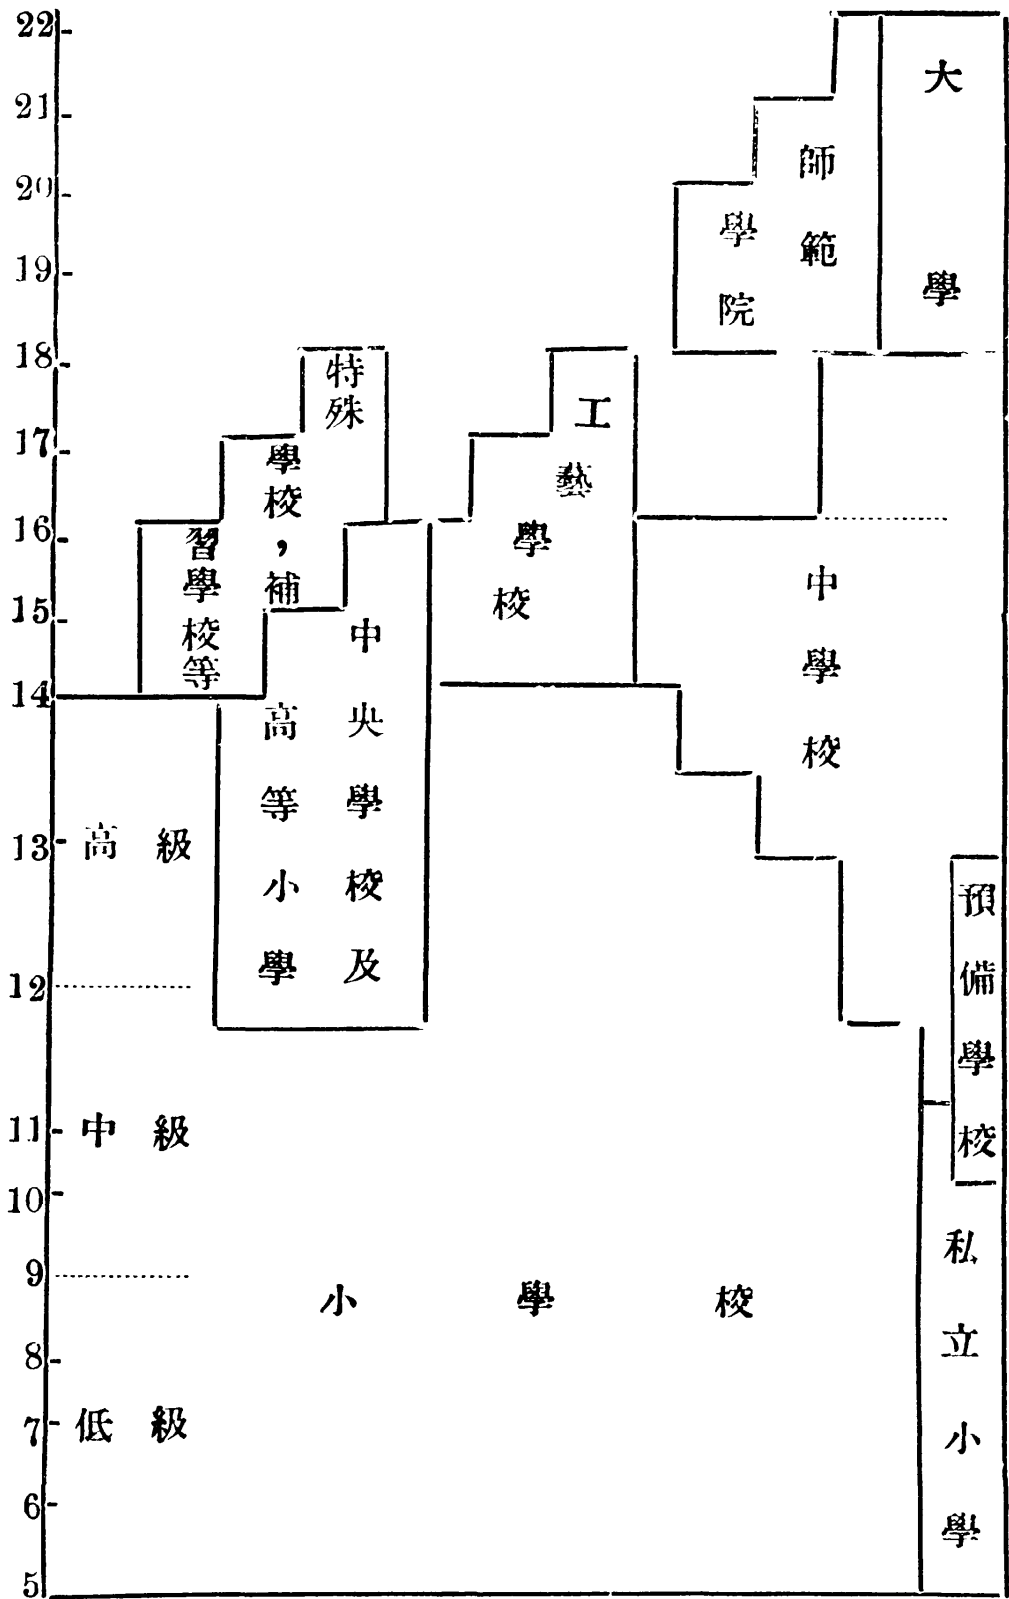 22
21
20
19
18
17
16
15
14
13
12
11
10
9
8
7
6
5
大學
師範
學院
工藝
學校
特殊
學校，補
習學校等
中學校
中央學校及
高等小學
預備學校
私立小學
高級
中級
低級
小學校